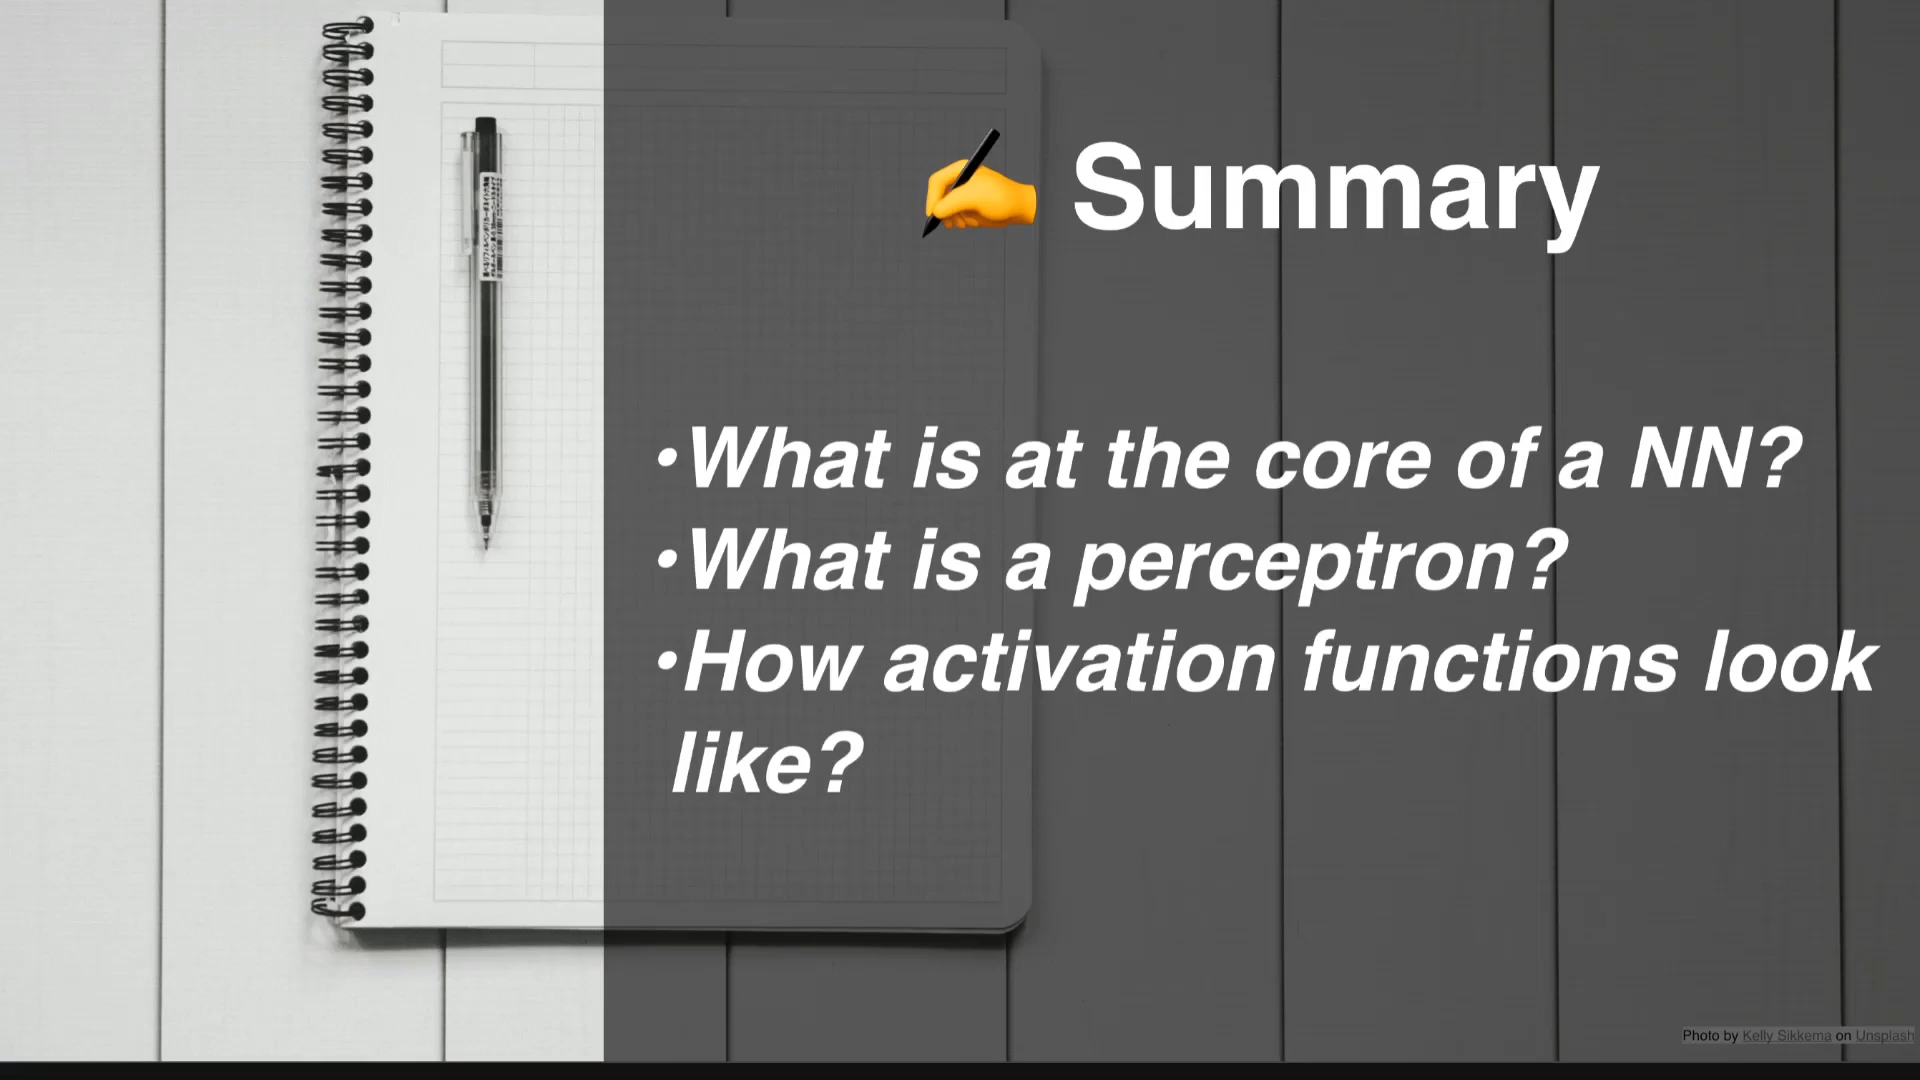 Summary
•What is at the core of a NN?
•What is a perceptron?
•How activation functions look
like?
Photo by Kelly Sikkema on Unsplash